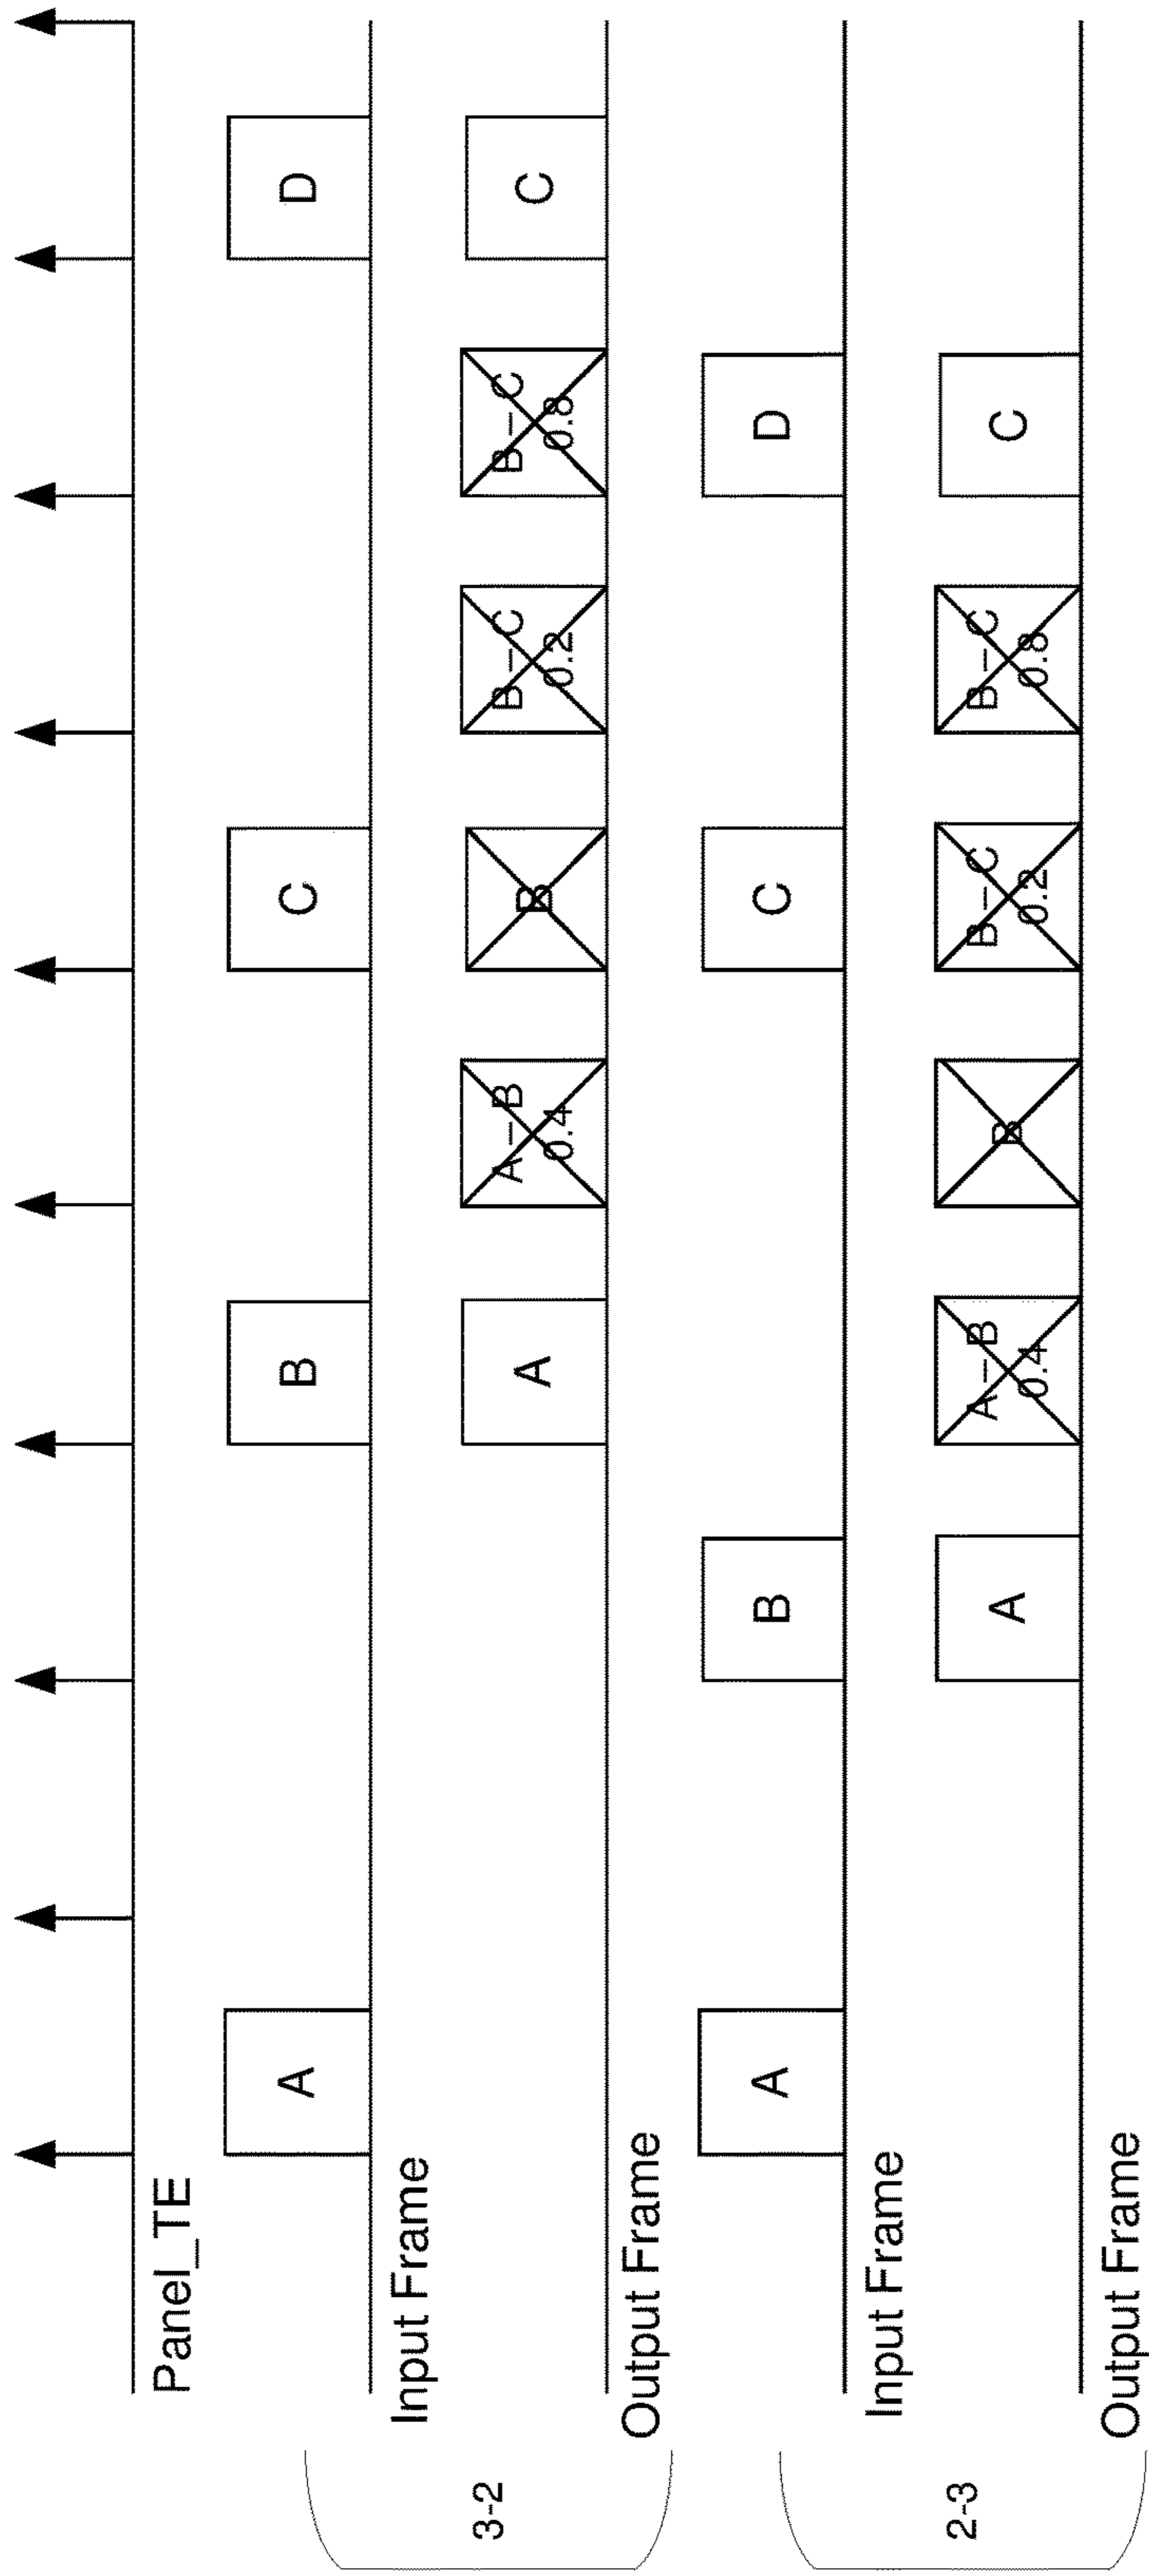 Panel_TE
3-2
Input Frame
A
B
C
D
Output Frame
A
A-B
0.4
B
B-C
0.2
B-C
0.8
C
2-3
Input Frame
A
B
C
D
Output Frame
A
A-B
0.4
B
B-C
0.2
B-C
0.8
C